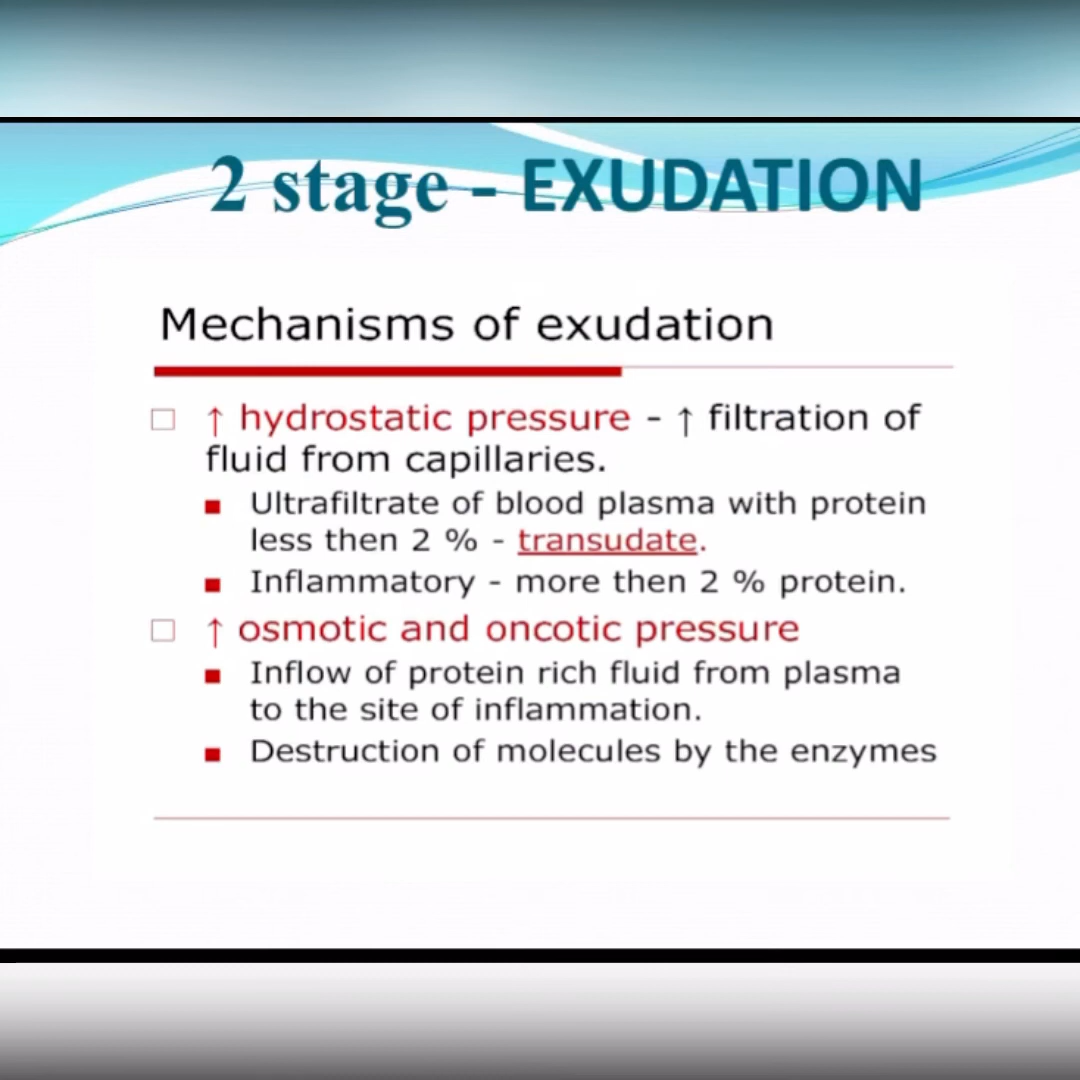 2 stage - EXUDATION
Mechanisms of exudation
↑ hydrostatic pressure - ↑ filtration of
fluid from capillaries.
Ultrafiltrate of blood plasma with protein
less then 2 % - transudate.
Inflammatory - more then 2 % protein.
↑ osmotic and oncotic pressure
Inflow of protein rich fluid from plasma
to the site of inflammation.
Destruction of molecules by the enzymes